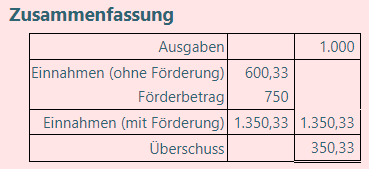 Zusammenfassung
Ausgaben 1.000
Einnahmen (ohne Förderung) 600,33
Förderbetrag 750
Einnahmen (mit Förderung) 1.350,33 1.350,33
Überschuss 350,33